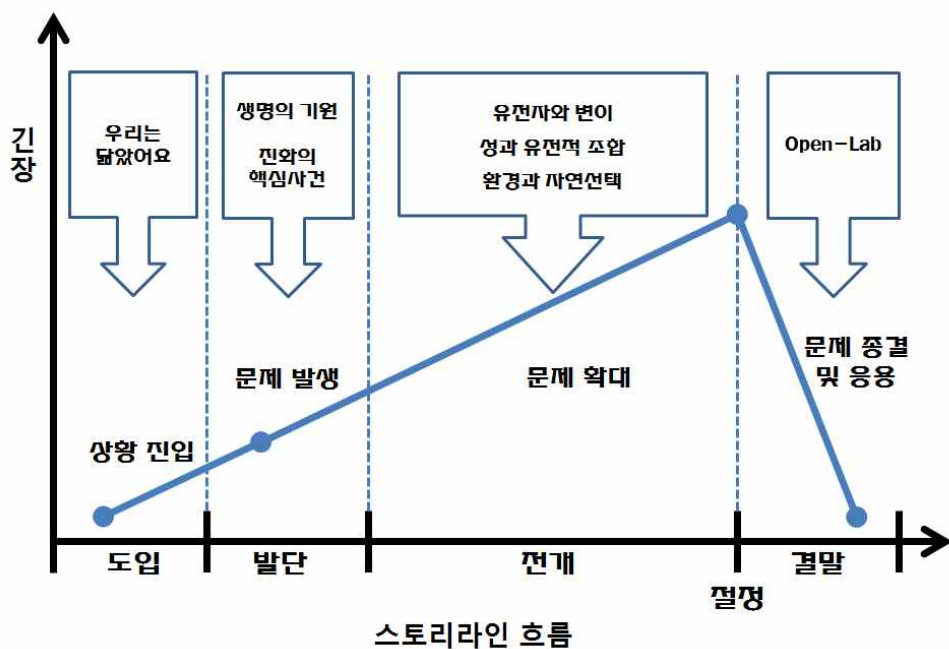 긴장
우리는
닮았어요
생명의 기원
진화의
핵심사건
유전자와 변이
성과 유전적 조합
환경과 자연선택
Open-Lab
상황 진입
문제 발생
문제 확대
문제 종결
및 응용
도입
발단
전개
절정
결말
스토리라인 흐름